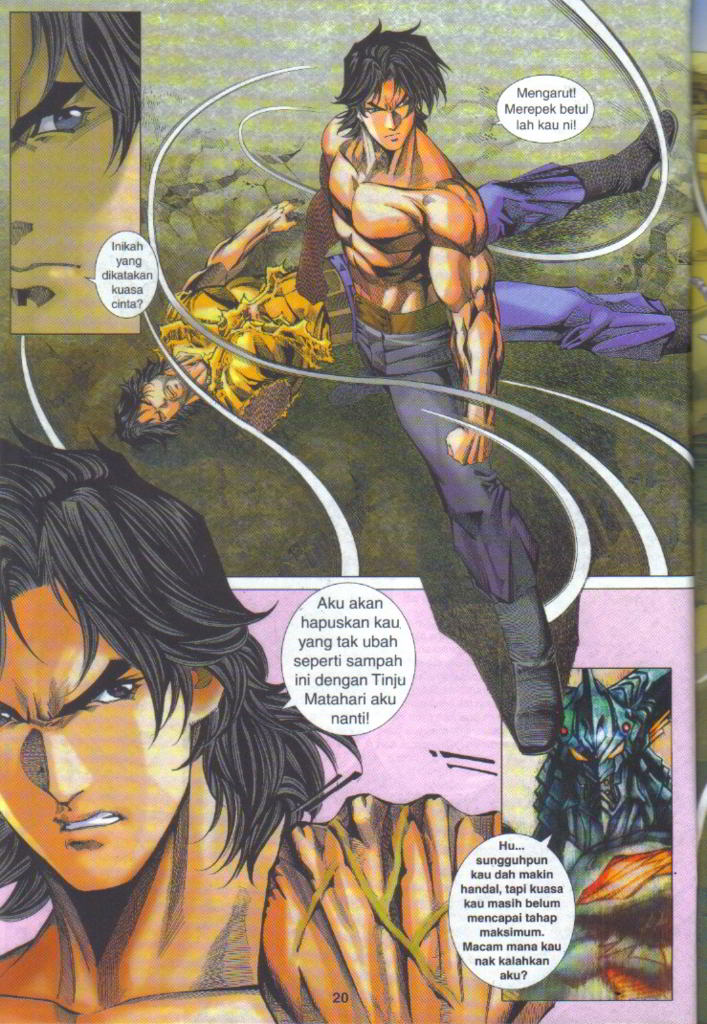 Inikah
yang
dikatakan
kuasa
cinta?
Mengarut!
Merepek betul
lah kau ni!
Aku akan
hapuskan kau
yang tak ubah
seperti sampah
ini dengan Tinju
Matahari aku
nanti!
Hu...
sungguhpun
kau dah makin
handal, tapi kuasa
kau masih belum
mencapai tahap
maksimum.
Macam mana kau
nak kalahkan
aku?
20